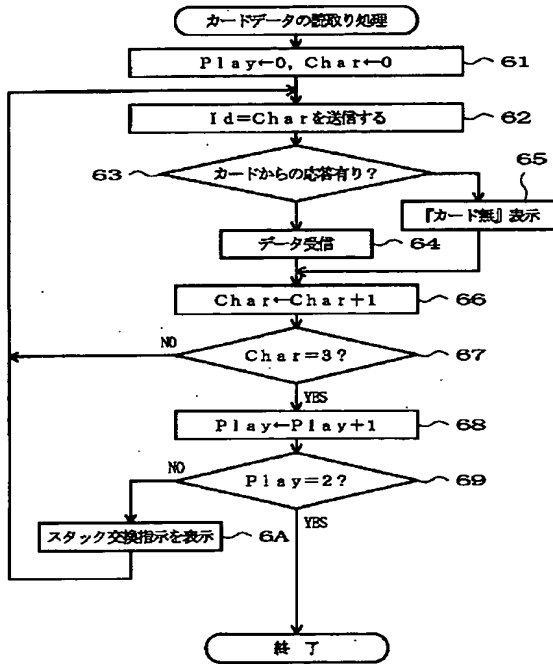 カードデータの読取り処理
Play←0, Char←0
61
Id=Charを送信する
62
カードからの応答有り?
63
65
『カード無』表示
データ受信
64
Char←Char+1
66
NO
Char=3?
67
YES
Play←Play+1
68
NO
Play=2?
69
YES
スタック交換指示を表示
6A
終 了